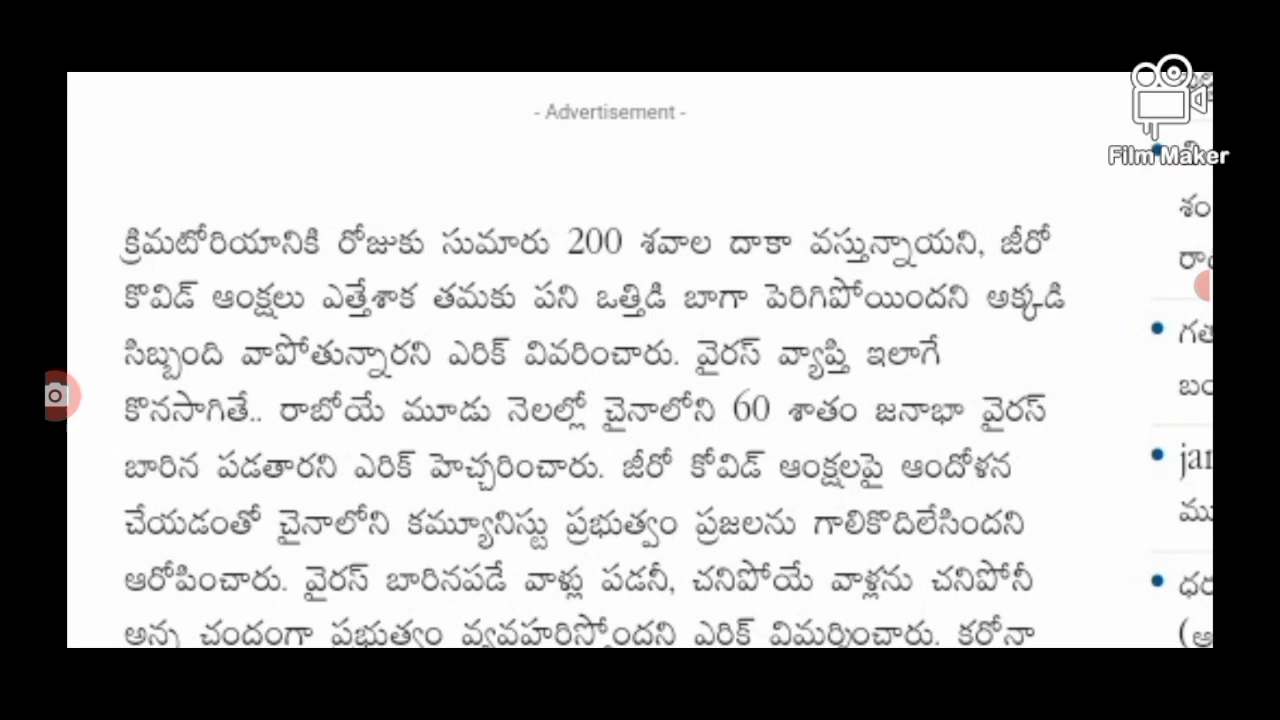 - Advertisement -
Film Maker
క్రిమటోరియానికి రోజుకు సుమారు 200 శవాల దాకా వస్తున్నాయని, జీరో
కొవిడ్ ఆంక్షలు ఎత్తేశాక తమకు పని ఒత్తిడి బాగా పెరిగిపోయిందని అక్కడి
సిబ్బంది వాపోతున్నారని ఎరిక్ వివరించారు. వైరస్ వ్యాప్తి ఇలాగే
కొనసాగితే.. రాబోయే మూడు నెలల్లో చైనాలోని 60 శాతం జనాభా వైరస్
బారిన పడతారని ఎరిక్ హెచ్చరించారు. జీరో కోవిడ్ ఆంక్షలపై ఆందోళన
చేయడంతో చైనాలోని కమ్యూనిస్టు ప్రభుత్వం ప్రజలను గాలికొదిలేసిందని
ఆరోపించారు. వైరస్ బారినపడే వాళ్లు పడనీ, చనిపోయే వాళ్లను చనిపోనీ
అన్న చందంగా ప్రభుత్వం వ్యవహరిస్తోందని ఎరిక్ విమర్శించారు. కరోనా